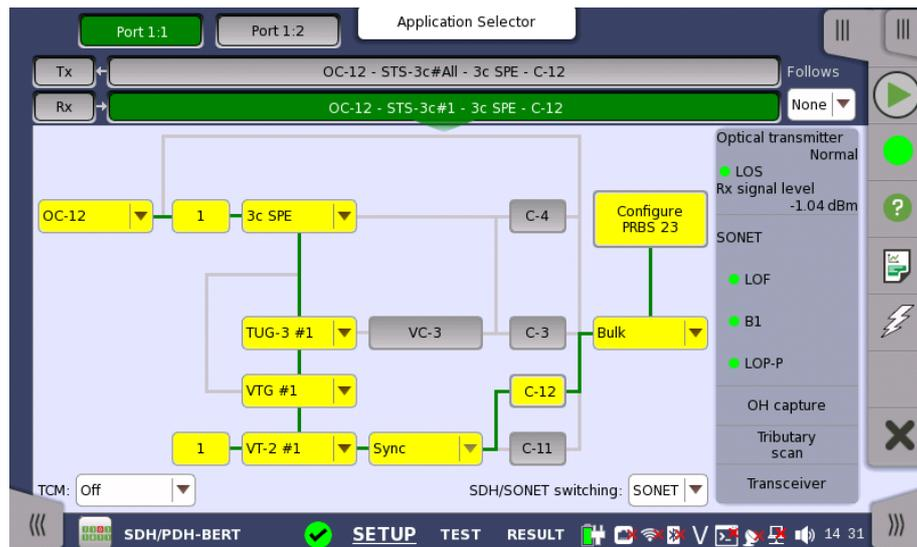 Port 1:1
Port 1:2
Application Selector
Tx
OC-12 - STS-3c#All - 3c SPE - C-12
Follows
Rx
OC-12 - STS-3c#1 - 3c SPE - C-12
None
Optical transmitter
Normal
LOS
Rx signal level
-1.04 dBm
OC-12
1
3c SPE
C-4
Configure
PRBS 23
SONET
LOF
TUG-3 #1
VC-3
C-3
Bulk
B1
LOP-P
VTG #1
C-12
OH capture
1
VT-2 #1
Sync
C-11
Tributary
scan
TCM:
Off
SDH/SONET switching:
SONET
Transceiver
SDH/PDH-BERT
SETUP
TEST
RESULT
V
14 31